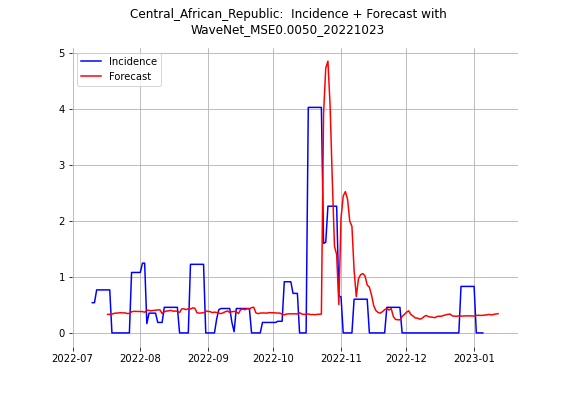 Central_African_Republic:  Incidence + Forecast with
WaveNet_MSE0.0050_20221023
Incidence
Forecast
5
4
3
2
1
0
2022-07 2022-08 2022-09 2022-10 2022-11 2022-12 2023-01